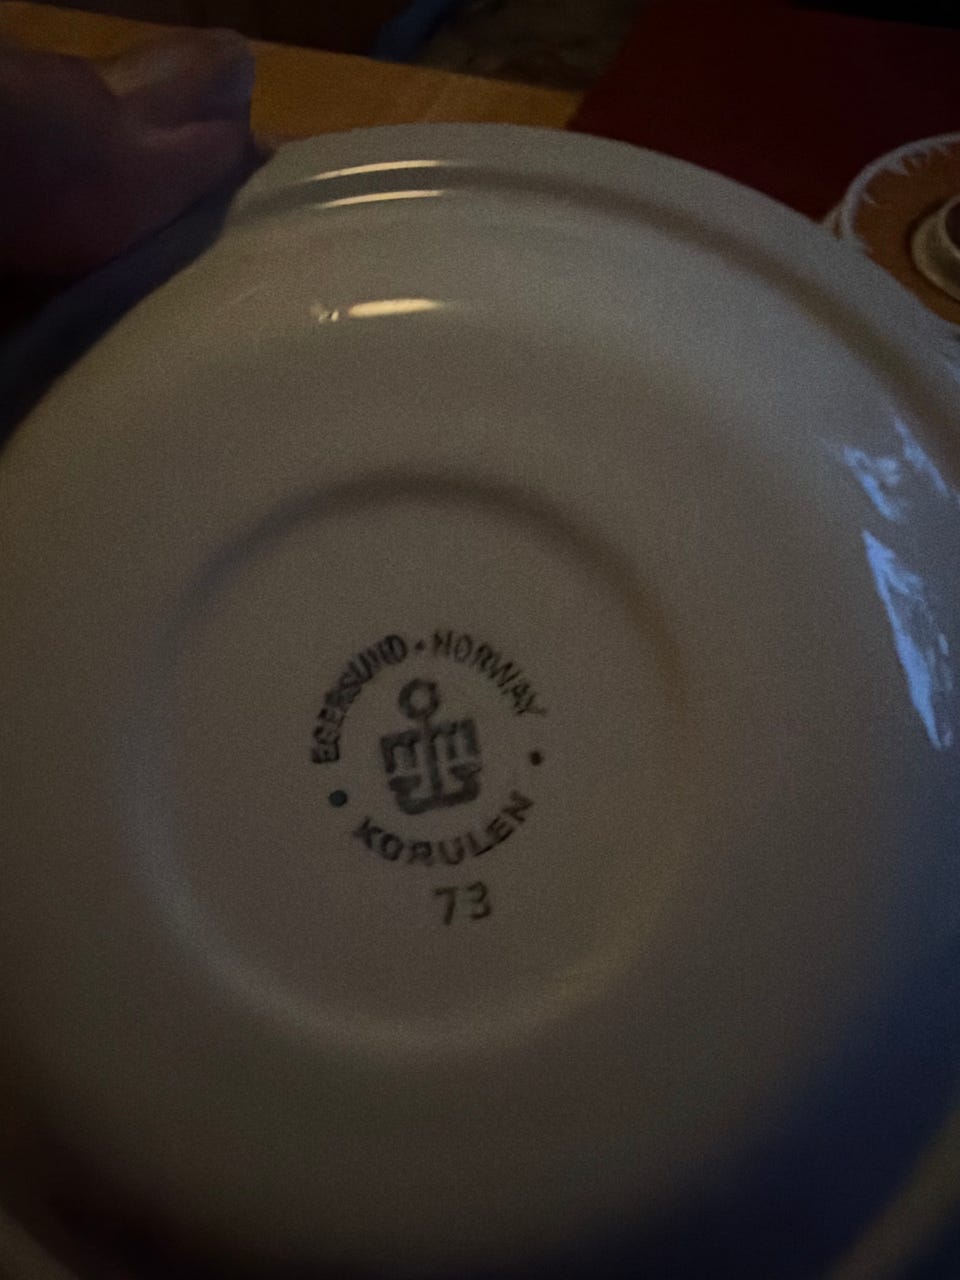 EGERSUND · NORWAY
KORULEN
73